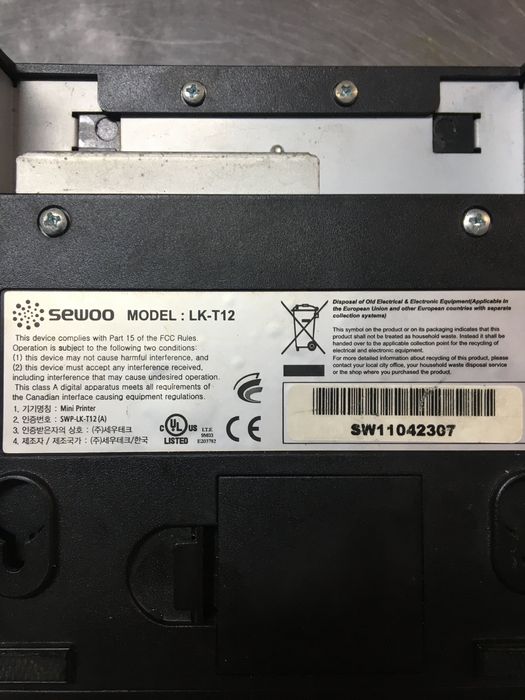 sewoo MODEL : LK-T12
This device complies with Part 15 of the FCC Rules.
Operation is subject to the following two conditions:
(1) this device may not cause harmful interference, and
(2) this device must accept any interference received,
including interference that may cause undesired operation.
This class A digital apparatus meets all requirements of
the Canadian interface causing equipment regulations.
1. 기기명칭 : Mini Printer
2. 인증번호 : SWP-LK-T12(A)
3. 인증받은자의 상호 : (주)세우테크
4. 제조자 / 제조국가 : (주)세우테크/한국
c UL US
LISTED
I.T.E
5M03
E203782
CE
Disposal of Old Electrical & Electronic Equipment(Applicable in
the European Union and other European countries with separate
collection systems)
This symbol on the product or on its packaging indicates that this
product shall not be treated as household waste. Instead it shall be
handed over to the applicable collection point for the recycling of
electrical and electronic equipment.
For more detailed information about recycling of this product, please
contact your local city office, your household waste disposal service
or the shop where you purchased the product.
SW11042307